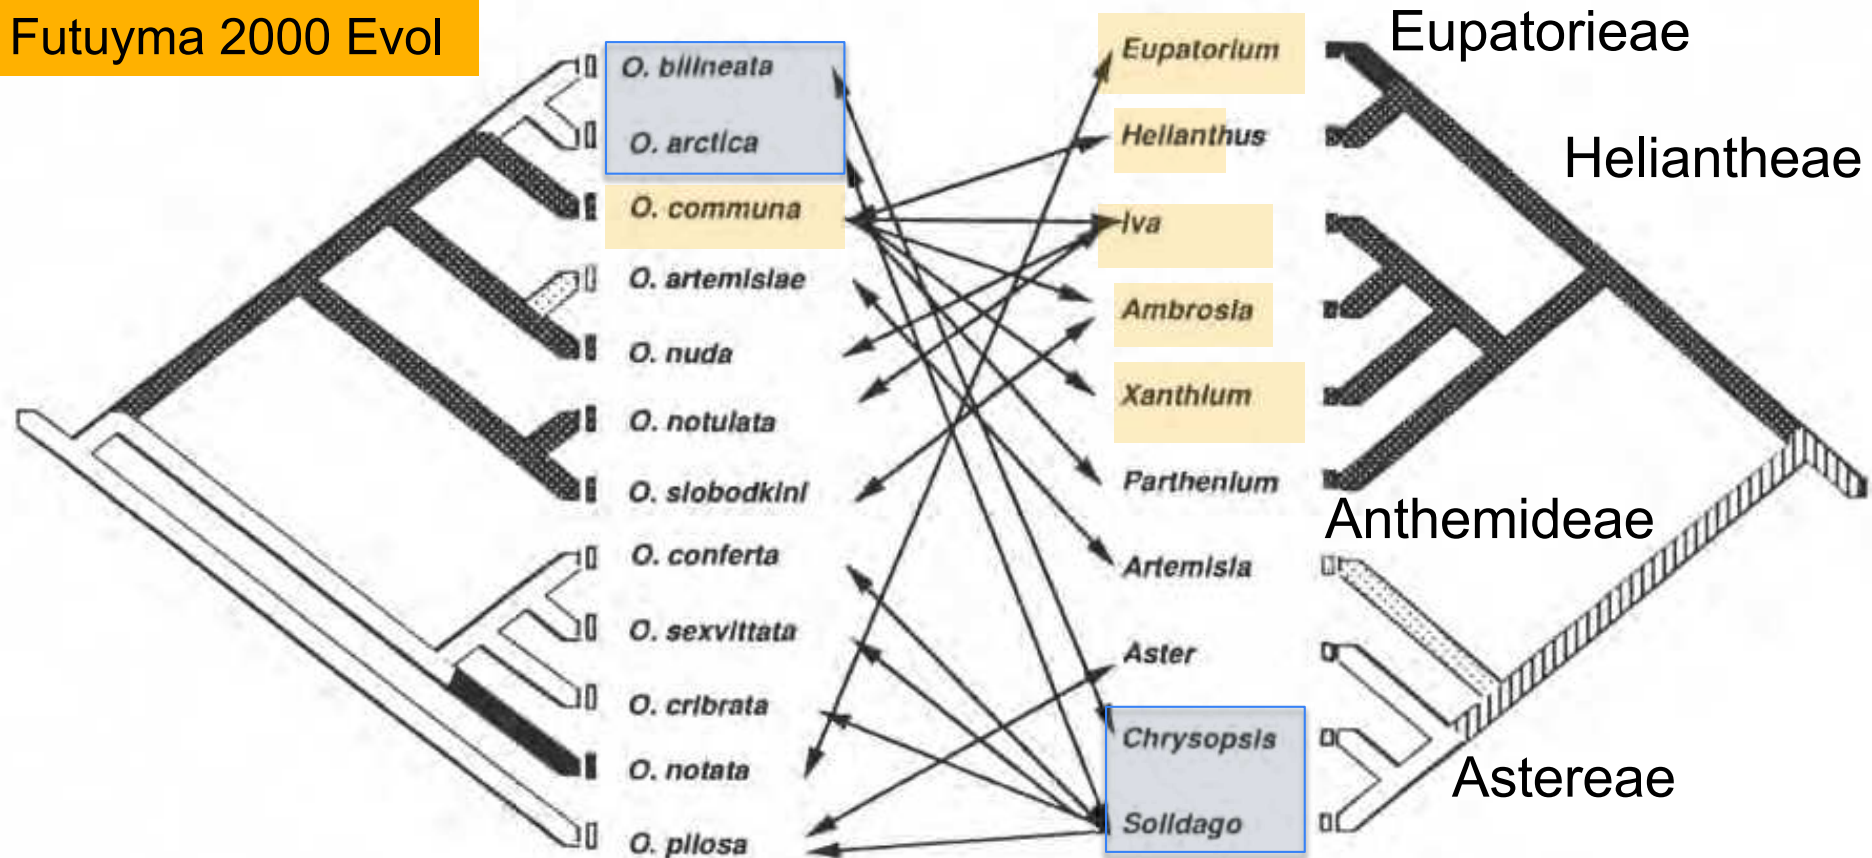 Futuyma 2000 Evol
O. bilineata
O. arctica
O. communa
O. artemisiae
O. nuda
O. notulata
O. slobodkini
O. conferta
O. sexvittata
O. cribrata
O. notata
O. pilosa
Eupatorium
Helianthus
Iva
Ambrosia
Xanthium
Parthenium
Artemisia
Aster
Chrysopsis
Solidago
Eupatorieae
Heliantheae
Anthemideae
Astereae